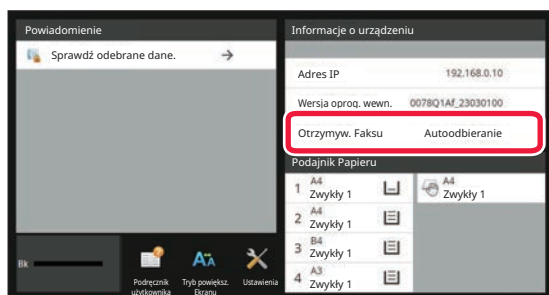 Powiadomienie
Sprawdź odebrane dane.
Informacje o urządzeniu
Adres IP 192.168.0.10
Wersja oprog. wewn. 0078Q1Af_23030100
Otrzymyw. Faksu Autoodbieranie
Podajnik Papieru
1 A4
Zwykły 1
A4
Zwykły 1
2 A4
Zwykły 1
3 B4
Zwykły 1
4 A3
Zwykły 1
Bk
Podręcznik
użytkownika
Tryb powiększ.
Ekranu
Ustawienia